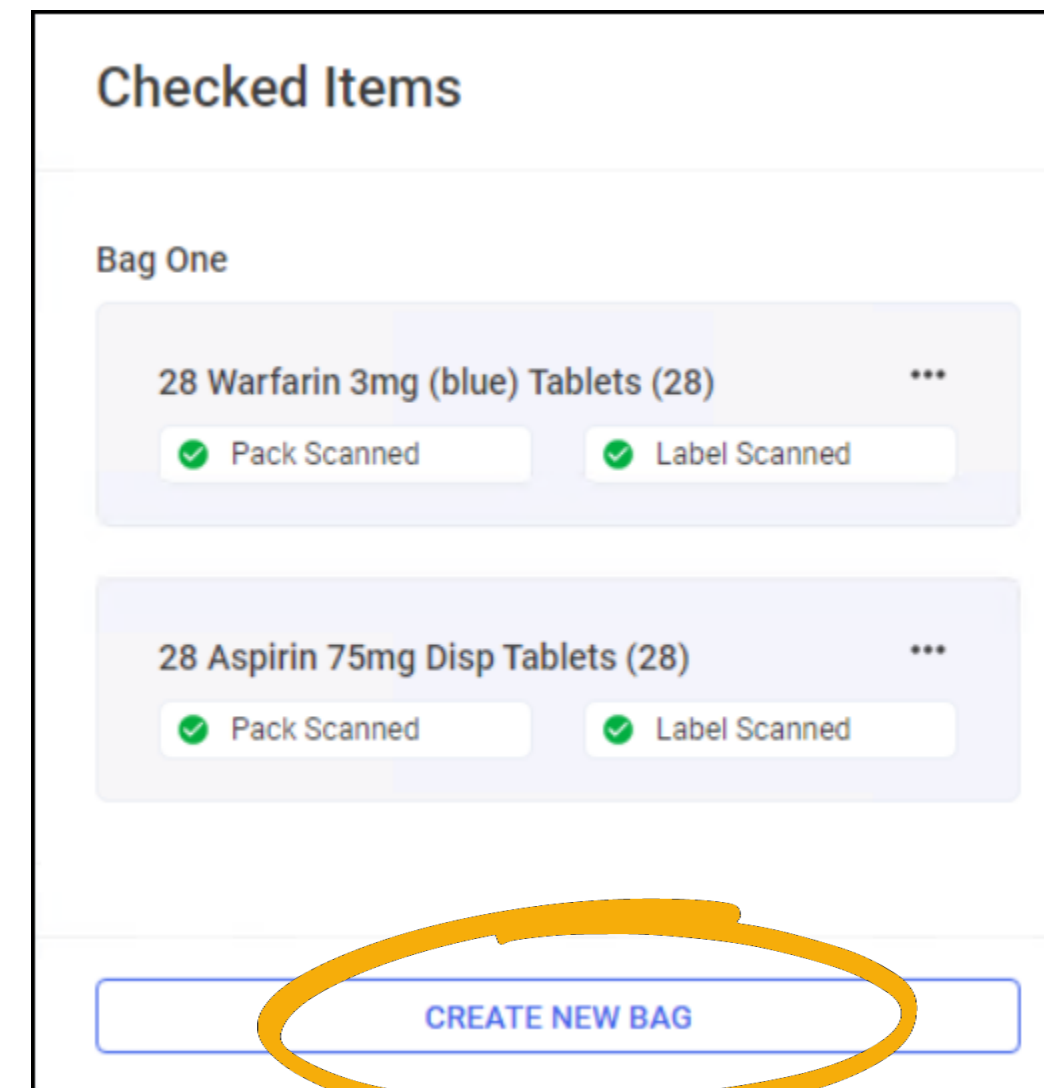 Checked Items
Bag One
28 Warfarin 3mg (blue) Tablets (28)
Pack Scanned
Label Scanned
28 Aspirin 75mg Disp Tablets (28)
Pack Scanned
Label Scanned
CREATE NEW BAG